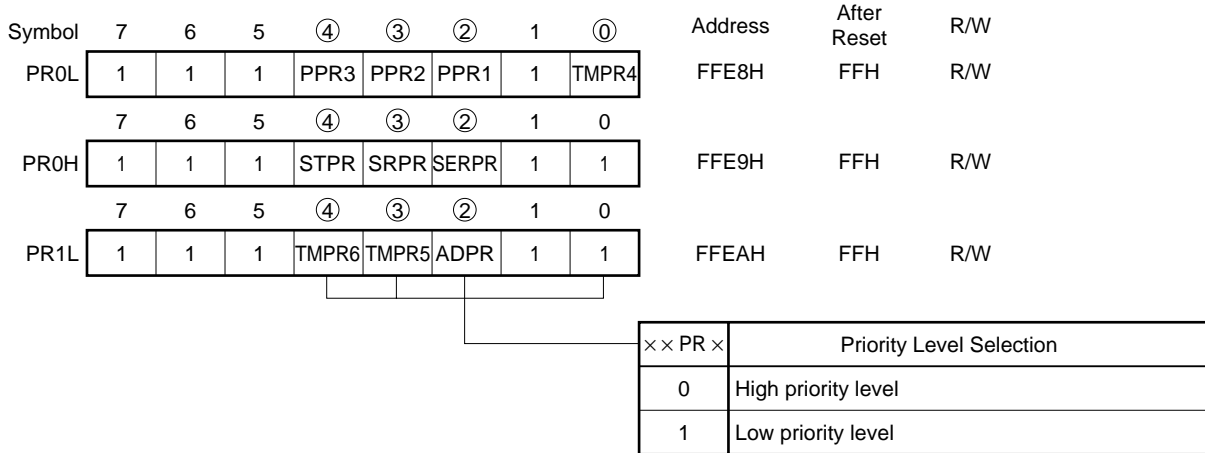 Symbol 7 6 5 ④ ③ ② 1 ⓪ Address After Reset R/W
PR0L 1 1 1 PPR3 PPR2 PPR1 1 TMPR4 FFE8H FFH R/W
7 6 5 ④ ③ ② 1 0
PR0H 1 1 1 STPR SRPR SERPR 1 1 FFE9H FFH R/W
7 6 5 ④ ③ ② 1 0
PR1L 1 1 1 TMPR6 TMPR5 ADPR 1 1 FFEAH FFH R/W
××PR× Priority Level Selection
0 High priority level
1 Low priority level